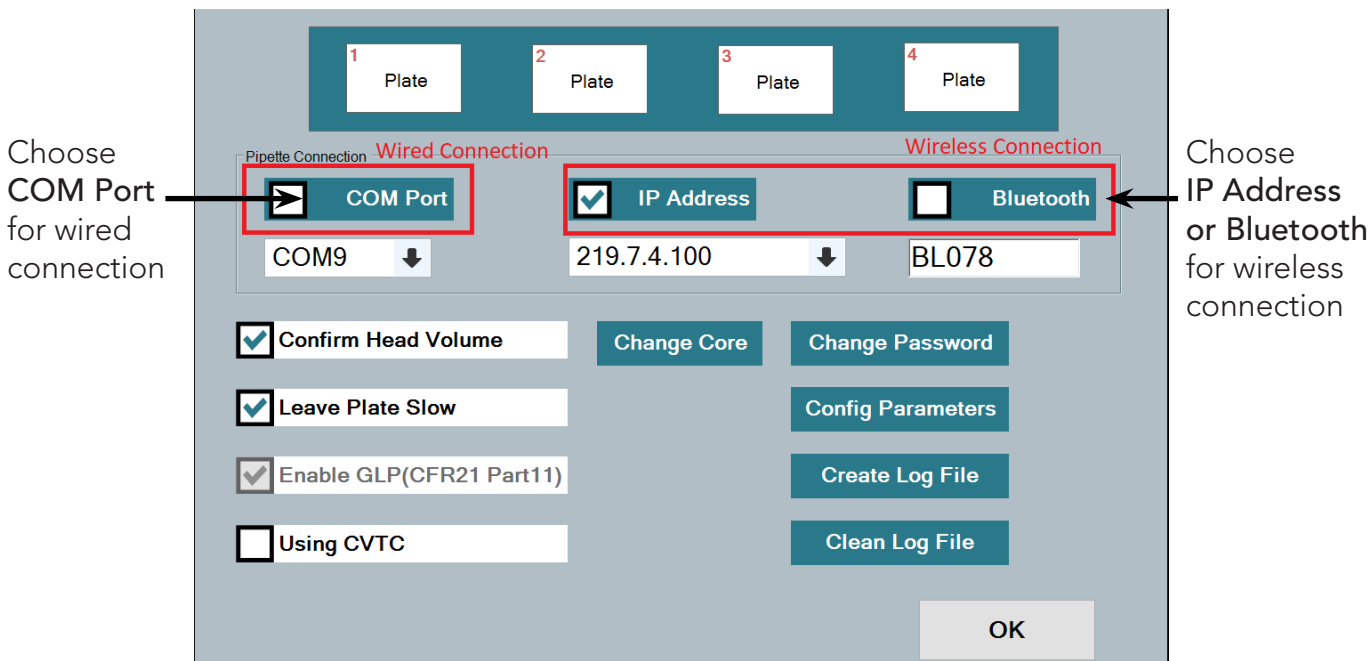 1
Plate
2
Plate
3
Plate
4
Plate
Choose
COM Port
for wired
connection
Pipette Connection
Wired Connection
Wireless Connection
COM Port
IP Address
Bluetooth
COM9
219.7.4.100
BL078
Choose
IP Address
or Bluetooth
for wireless
connection
Confirm Head Volume
Change Core
Change Password
Leave Plate Slow
Config Parameters
Enable GLP(CFR21 Part11)
Create Log File
Using CVTC
Clean Log File
OK